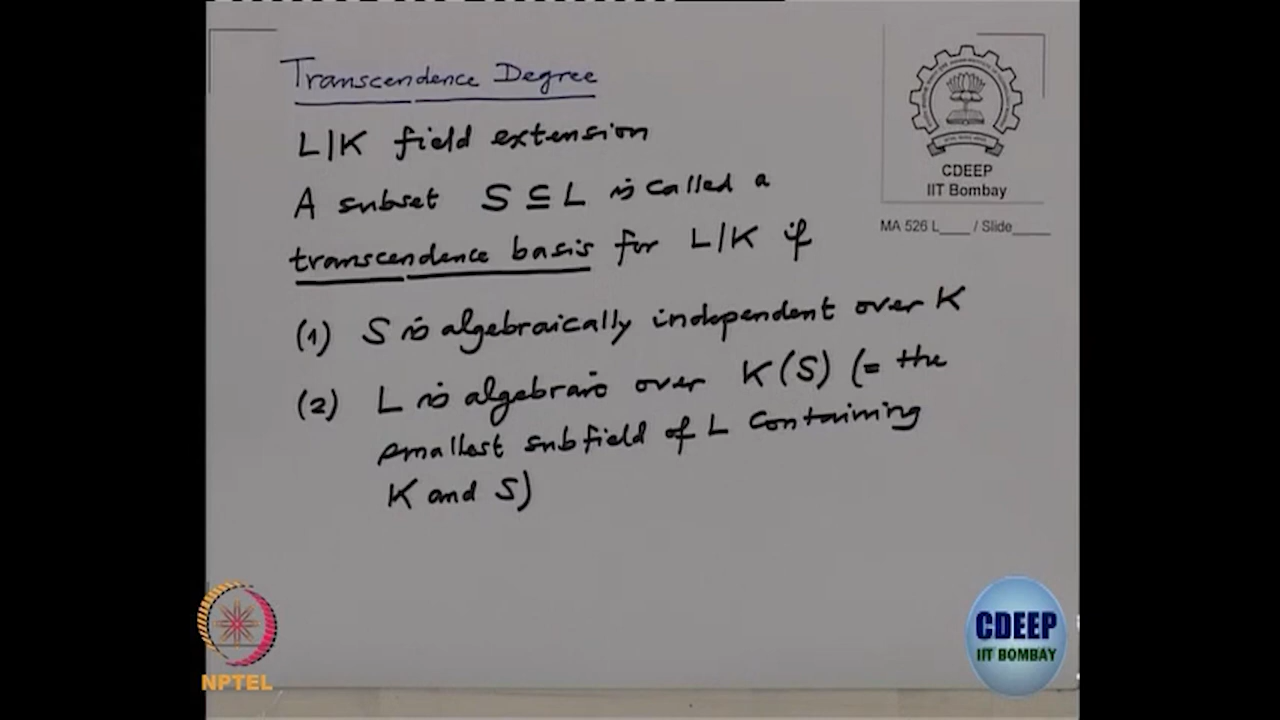 Transcendence Degree
L|K field extension
A subset S ⊆ L is called a
transcendence basis for L|K if
(1) S is algebraically independent over K
(2) L is algebraic over K(S) (= the
smallest subfield of L containing
K and S)
CDEEP
IIT Bombay
MA 526 L____ / Slide_____
NPTEL
CDEEP
IIT BOMBAY